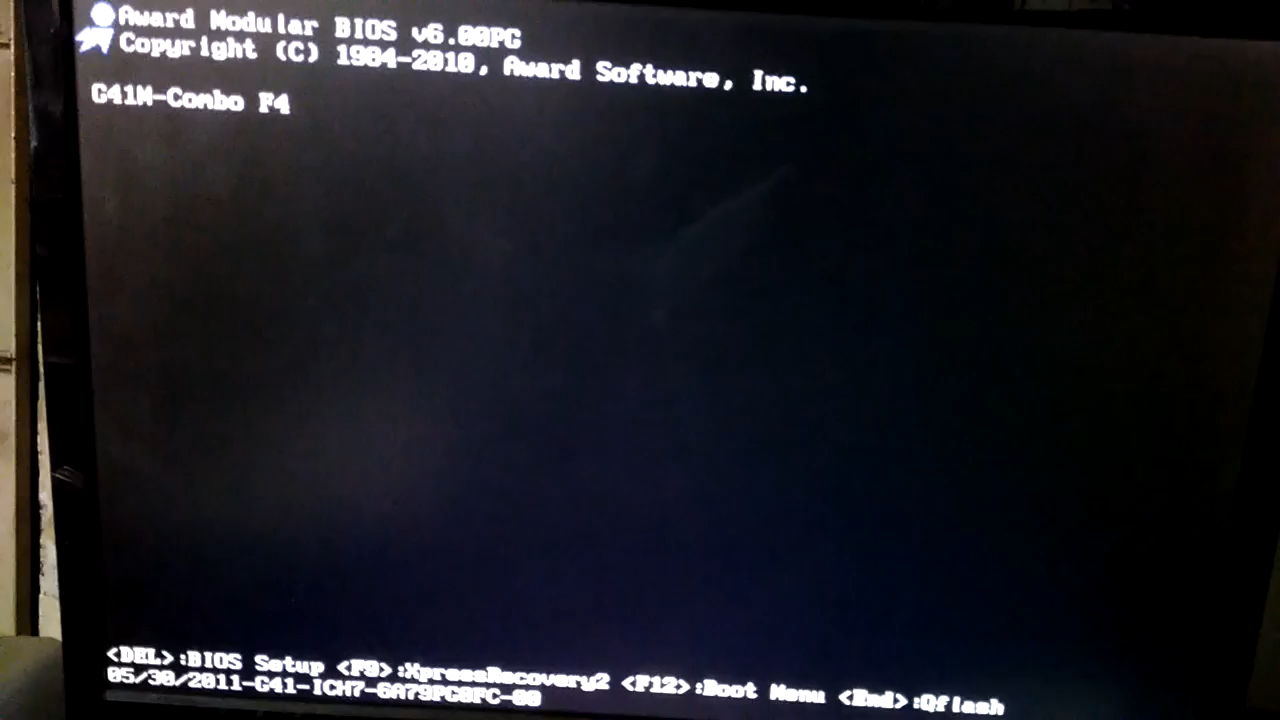 Award Modular BIOS v6.00PG
Copyright (C) 1984-2010, Award Software, Inc.
G41M-Combo F4
<DEL>:BIOS Setup <F9>:XpressRecovery2 <F12>:Boot Menu <End>:Qflash
05/30/2011-G41-ICH7-6A79PG0FC-00